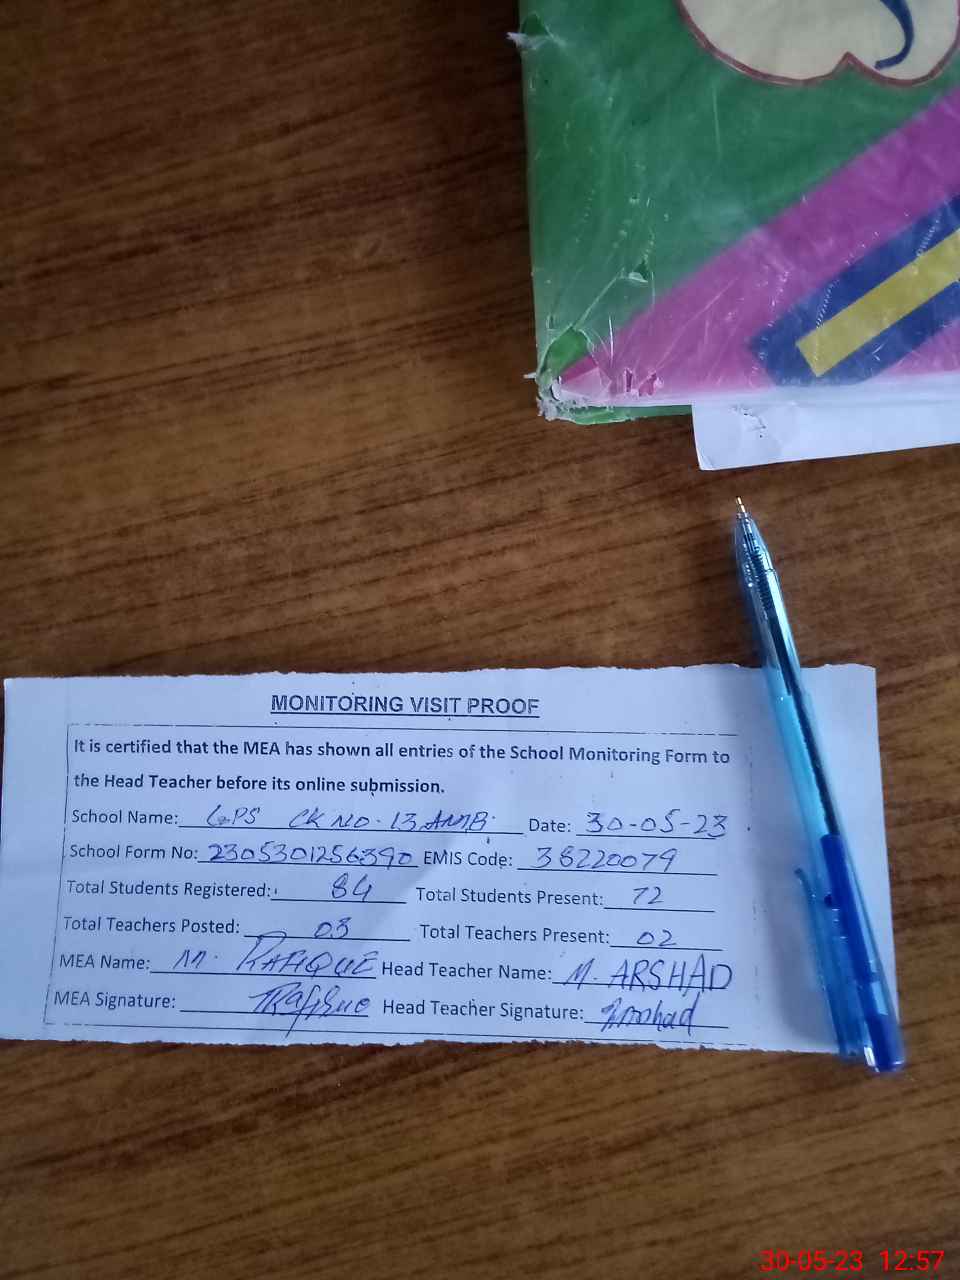 MONITORING VISIT PROOF
It is certified that the MEA has shown all entries of the School Monitoring Form to
the Head Teacher before its online submission.
School Name: GPS CK NO. 13 AMB. Date: 30-05-23
School Form No: 2305301256390 EMIS Code: 38220079
Total Students Registered: 84 Total Students Present: 72
Total Teachers Posted: 03 Total Teachers Present: 02
MEA Name: M. RAFIQUE Head Teacher Name: M. ARSHAD
MEA Signature: Head Teacher Signature:
30-05-23 12:57